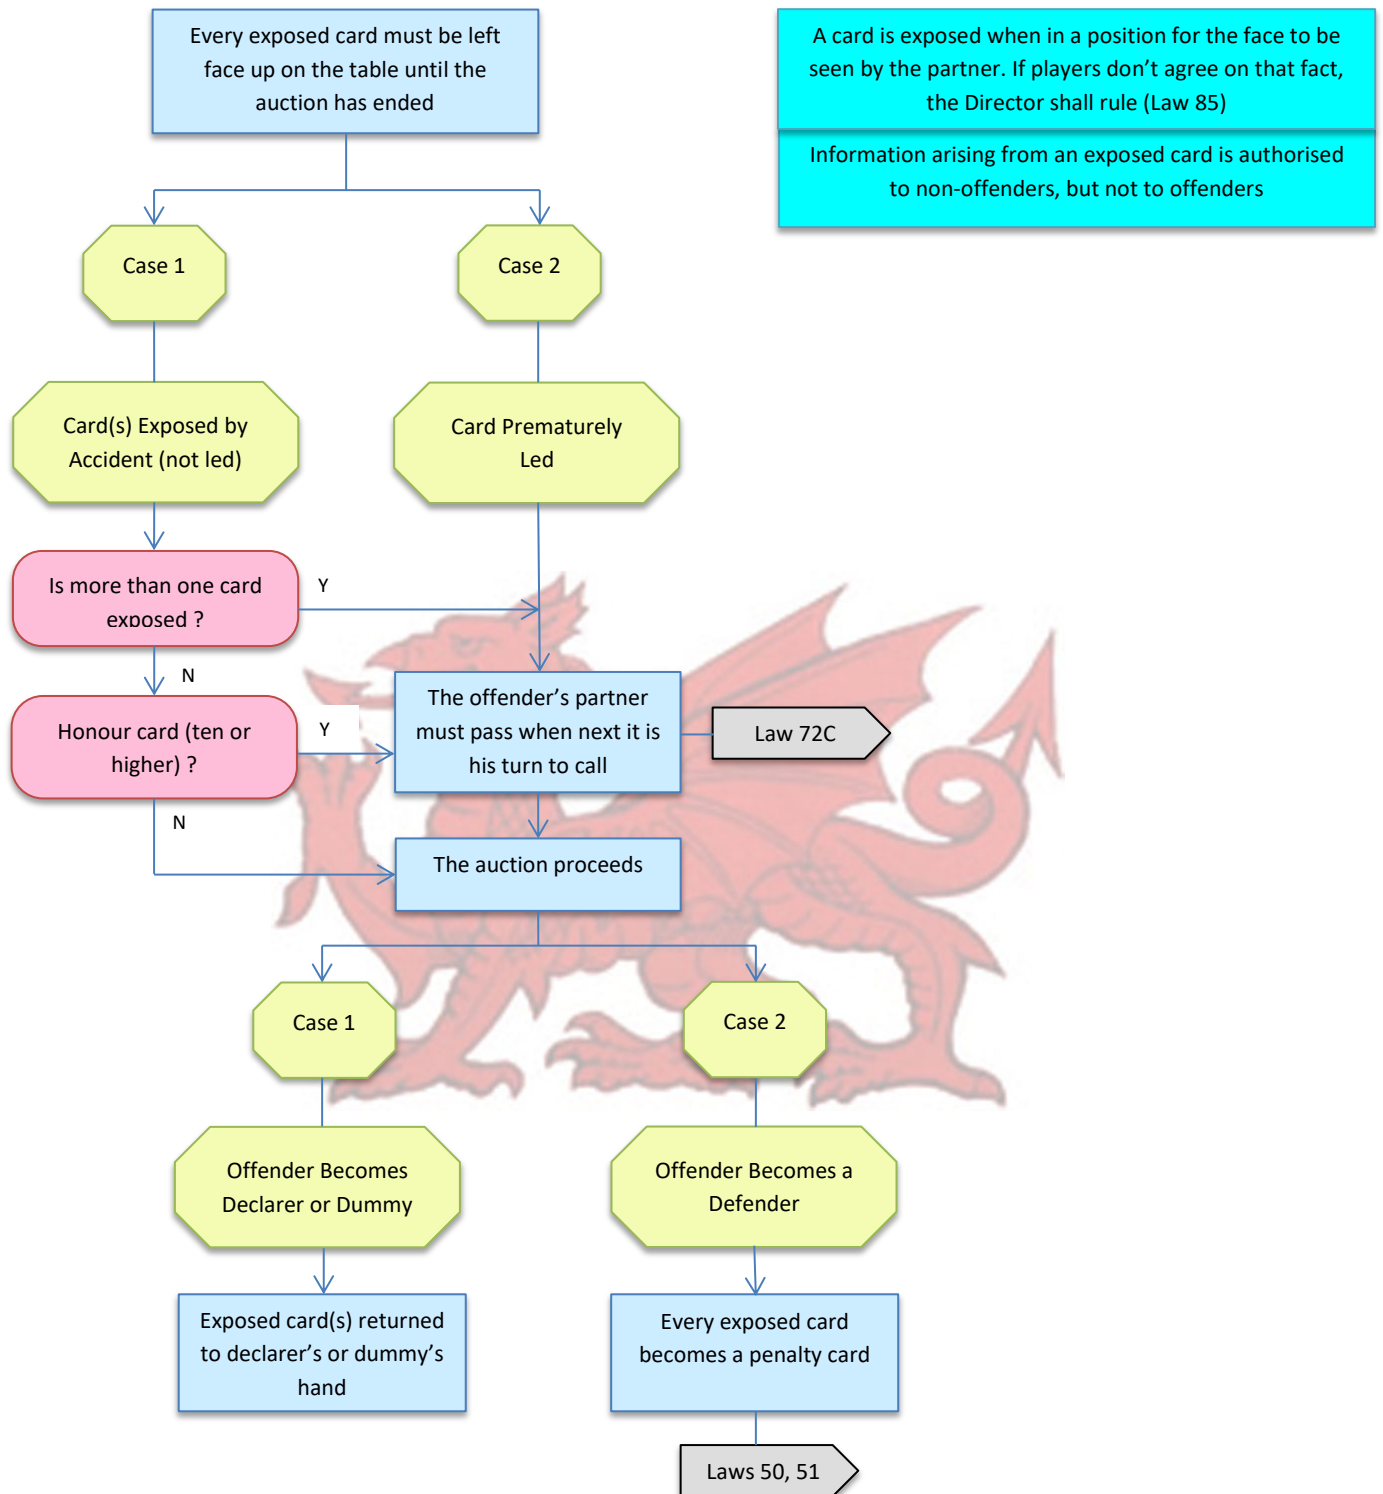 Every exposed card must be left
face up on the table until the
auction has ended
A card is exposed when in a position for the face to be
seen by the partner. If players don’t agree on that fact,
the Director shall rule (Law 85)
Information arising from an exposed card is authorised
to non-offenders, but not to offenders
Case 1
Case 2
Card(s) Exposed by
Accident (not led)
Card Prematurely
Led
Is more than one card
exposed ?
Y
N
Honour card (ten or
higher) ?
Y
N
The offender’s partner
must pass when next it is
his turn to call
Law 72C
The auction proceeds
Case 1
Case 2
Offender Becomes
Declarer or Dummy
Offender Becomes a
Defender
Exposed card(s) returned
to declarer’s or dummy’s
hand
Every exposed card
becomes a penalty card
Laws 50, 51